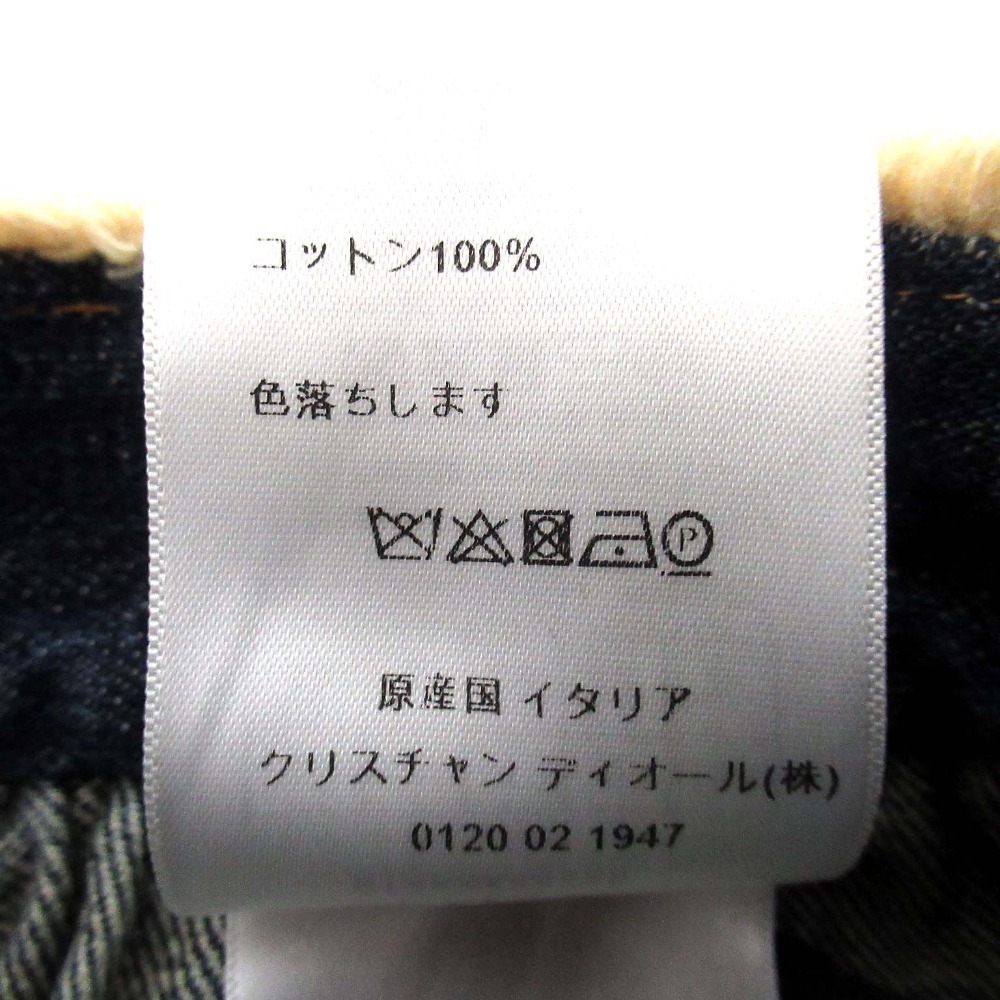 コットン100%
色落ちします
P
原産国 イタリア
クリスチャン ディオール(株)
0120 02 1947